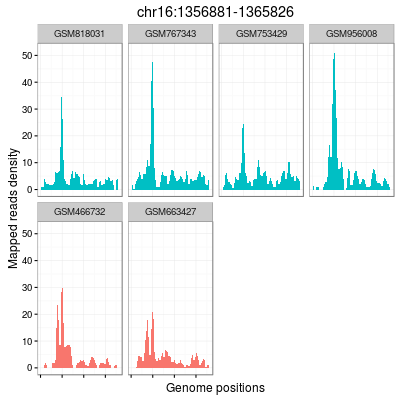 chr16:1356881-1365826
GSM818031 GSM767343 GSM753429 GSM956008
50
40
30
20
10
0
GSM466732 GSM663427
50
40
30
20
10
0
Mapped reads density
Genome positions